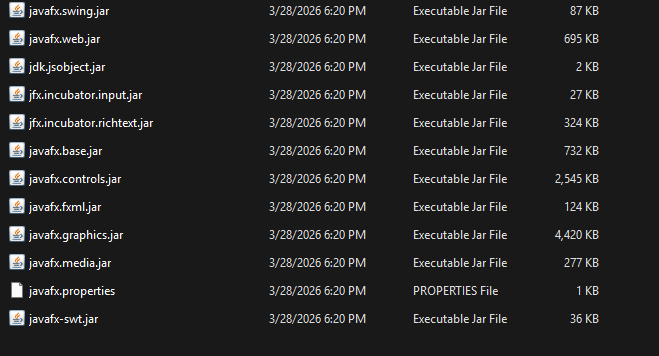 javafx.swing.jar 3/28/2026 6:20 PM Executable Jar File 87 KB
javafx.web.jar 3/28/2026 6:20 PM Executable Jar File 695 KB
jdk.jsobject.jar 3/28/2026 6:20 PM Executable Jar File 2 KB
jfx.incubator.input.jar 3/28/2026 6:20 PM Executable Jar File 27 KB
jfx.incubator.richtext.jar 3/28/2026 6:20 PM Executable Jar File 324 KB
javafx.base.jar 3/28/2026 6:20 PM Executable Jar File 732 KB
javafx.controls.jar 3/28/2026 6:20 PM Executable Jar File 2,545 KB
javafx.fxml.jar 3/28/2026 6:20 PM Executable Jar File 124 KB
javafx.graphics.jar 3/28/2026 6:20 PM Executable Jar File 4,420 KB
javafx.media.jar 3/28/2026 6:20 PM Executable Jar File 277 KB
javafx.properties 3/28/2026 6:20 PM PROPERTIES File 1 KB
javafx-swt.jar 3/28/2026 6:20 PM Executable Jar File 36 KB